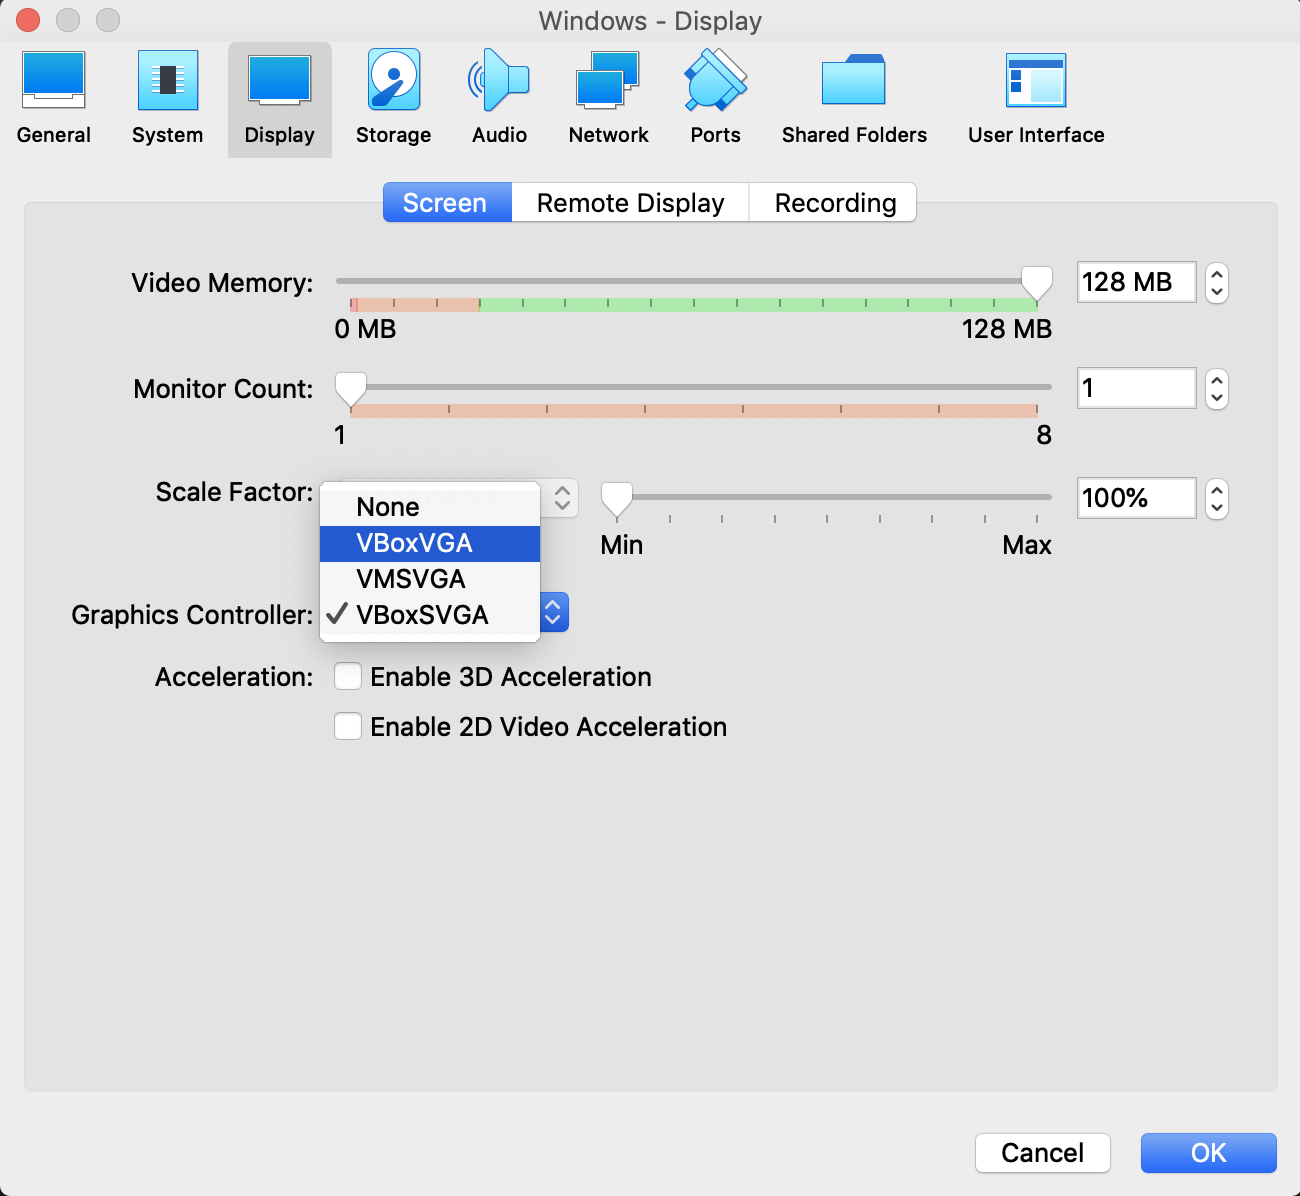 Windows - Display
General System Display Storage Audio Network Ports Shared Folders User Interface
Screen Remote Display Recording
Video Memory: 128 MB
0 MB 128 MB
Monitor Count: 1
1 8
Scale Factor: 100%
Min Max
None
VBoxVGA
VMSVGA
Graphics Controller: ✓ VBoxSVGA
Acceleration: Enable 3D Acceleration
Enable 2D Video Acceleration
Cancel OK